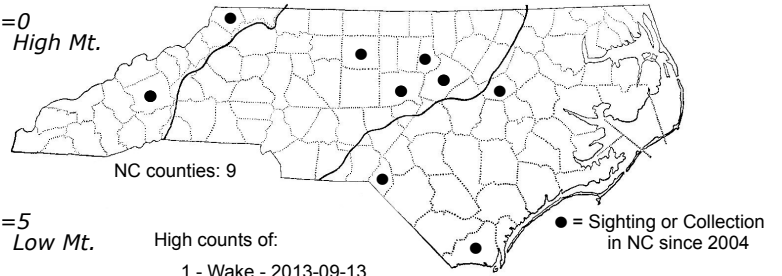 =0
High Mt.
NC counties: 9
=5
Low Mt.
High counts of:
● = Sighting or Collection
in NC since 2004
1 - Wake - 2013-09-13